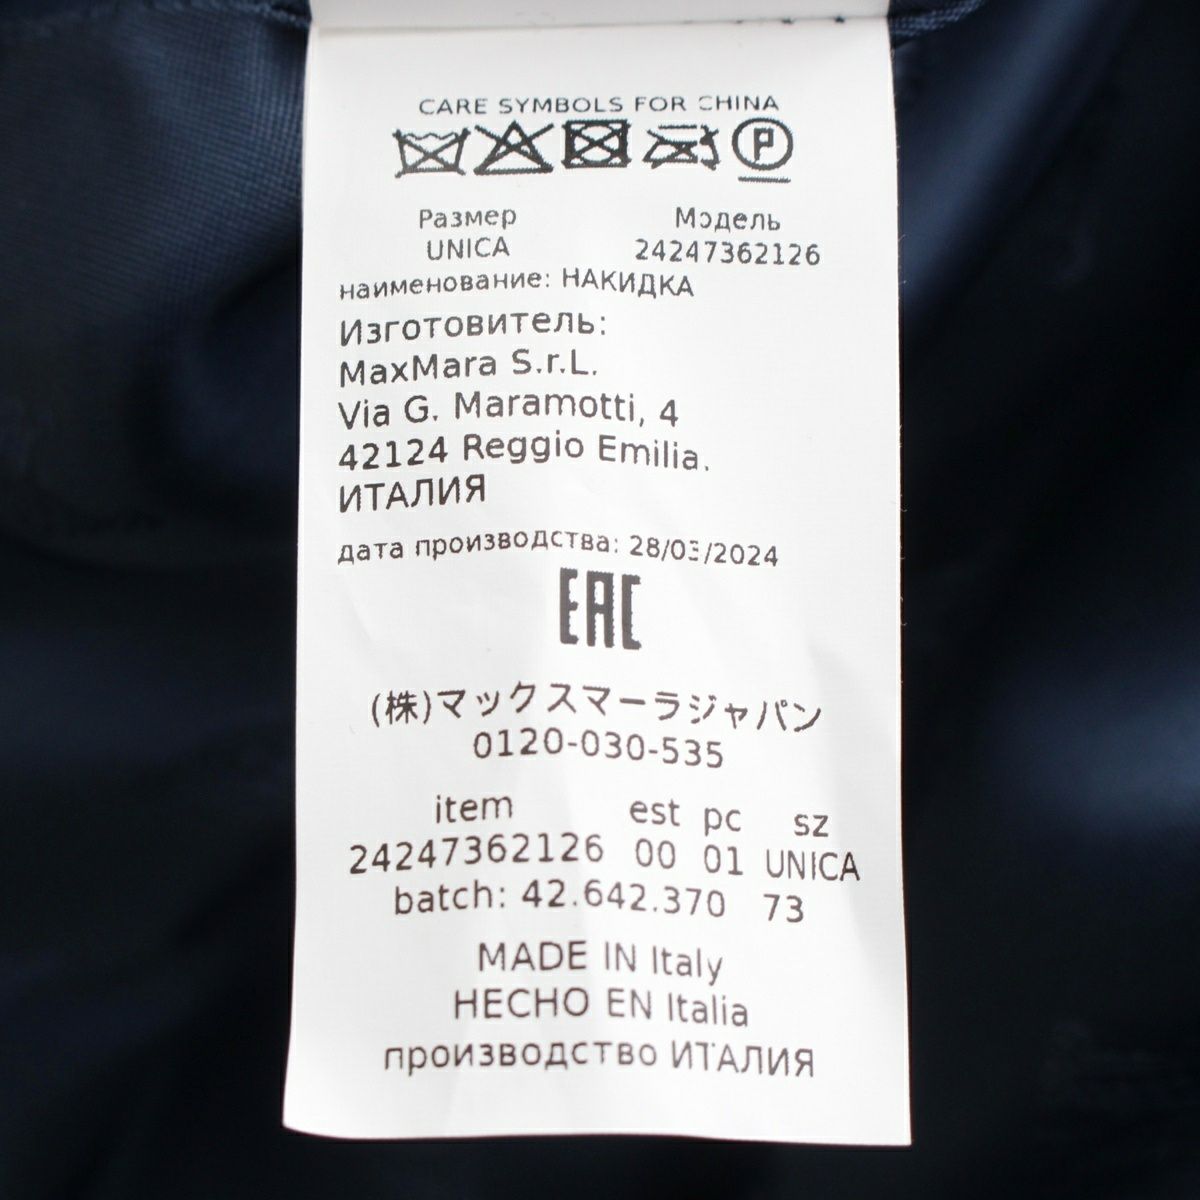 CARE SYMBOLS FOR CHINA
P
Размер Модель
UNICA 24247362126
наименование: НАКИДКА
Изготовитель:
MaxMara S.r.L.
Via G. Maramotti, 4
42124 Reggio Emilia.
ИТАЛИЯ
дата производства: 28/03/2024
EAC
(株)マックスマーラジャパン
0120-030-535
item est pc sz
24247362126 00 01 UNICA
batch: 42.642.370 73
MADE IN Italy
HECHO EN Italia
производство ИТАЛИЯ